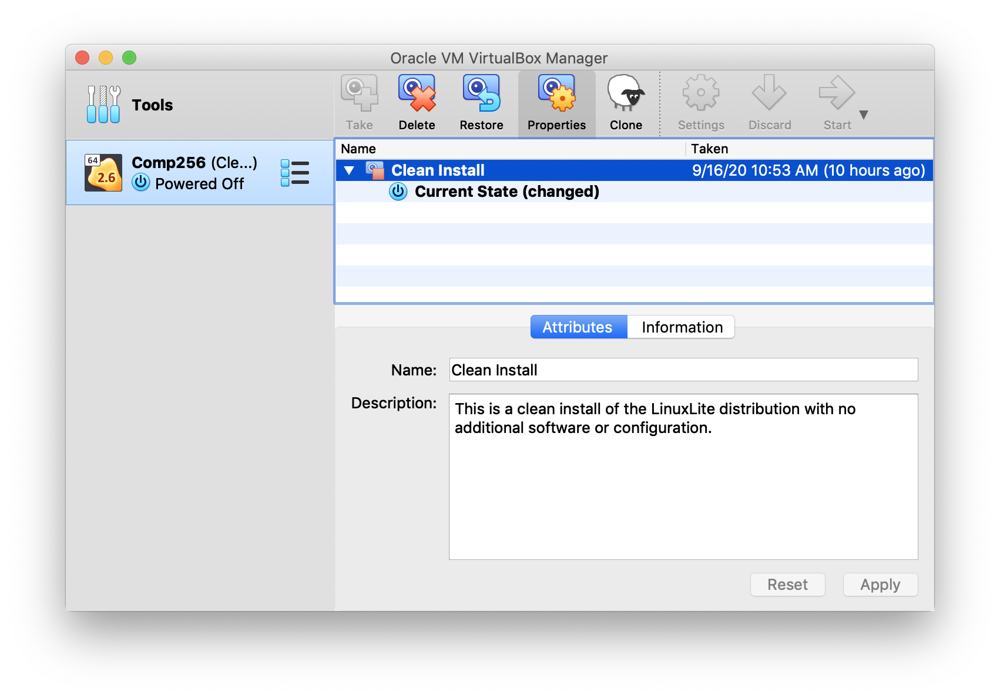 Oracle VM VirtualBox Manager
Tools
Take Delete Restore Properties Clone Settings Discard Start
64
2.6
Comp256 (Cle...)
Powered Off
Name Taken
Clean Install 9/16/20 10:53 AM (10 hours ago)
Current State (changed)
Attributes Information
Name: Clean Install
Description: This is a clean install of the LinuxLite distribution with no
additional software or configuration.
Reset Apply